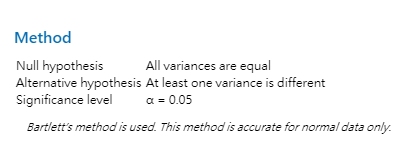 Method
Null hypothesis All variances are equal
Alternative hypothesis At least one variance is different
Significance level α = 0.05
Bartlett's method is used. This method is accurate for normal data only.